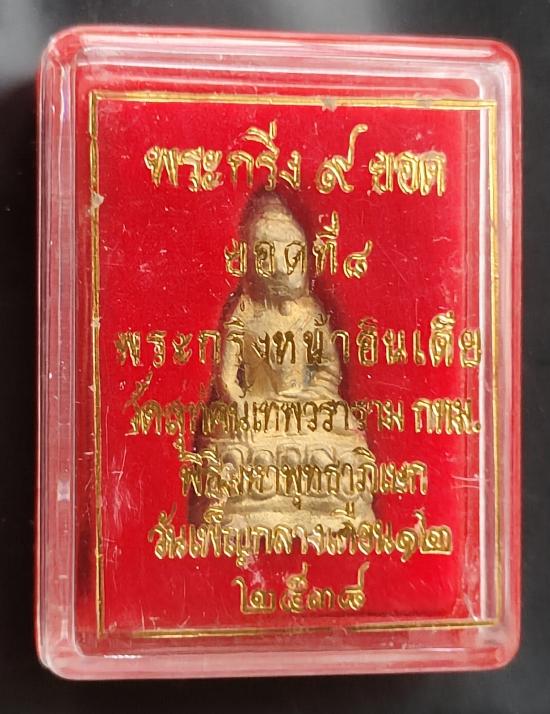 พระกริ่ง ๙ ยอด
ยอดที่๘
พระกริ่งหน้าอินเดีย
วัดสุทัศนเทพวราราม กทม.
พิธีมหาพุทธาภิเษก
วันเพ็ญกลางเดือน๑๒
๒๕๓๘